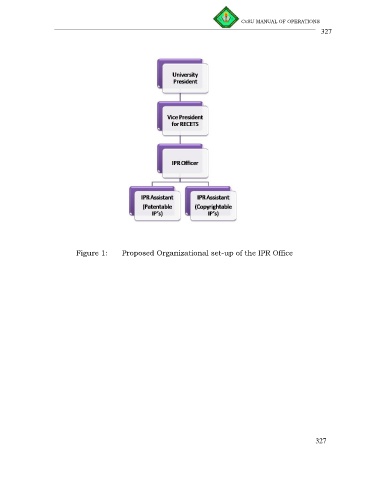 CvSU MANUAL OF OPERATIONS
327
University
President
Vice President
for RECETS
IPR Officer
IPR Assistant
(Patentable
IP's)
IPR Assistant
(Copyrightable
IP's)
Figure 1: Proposed Organizational set-up of the IPR Office
327